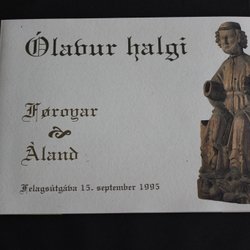 Ólavur halgi
Føroyar
&
Åland
Felagsútgáva 15. september 1995